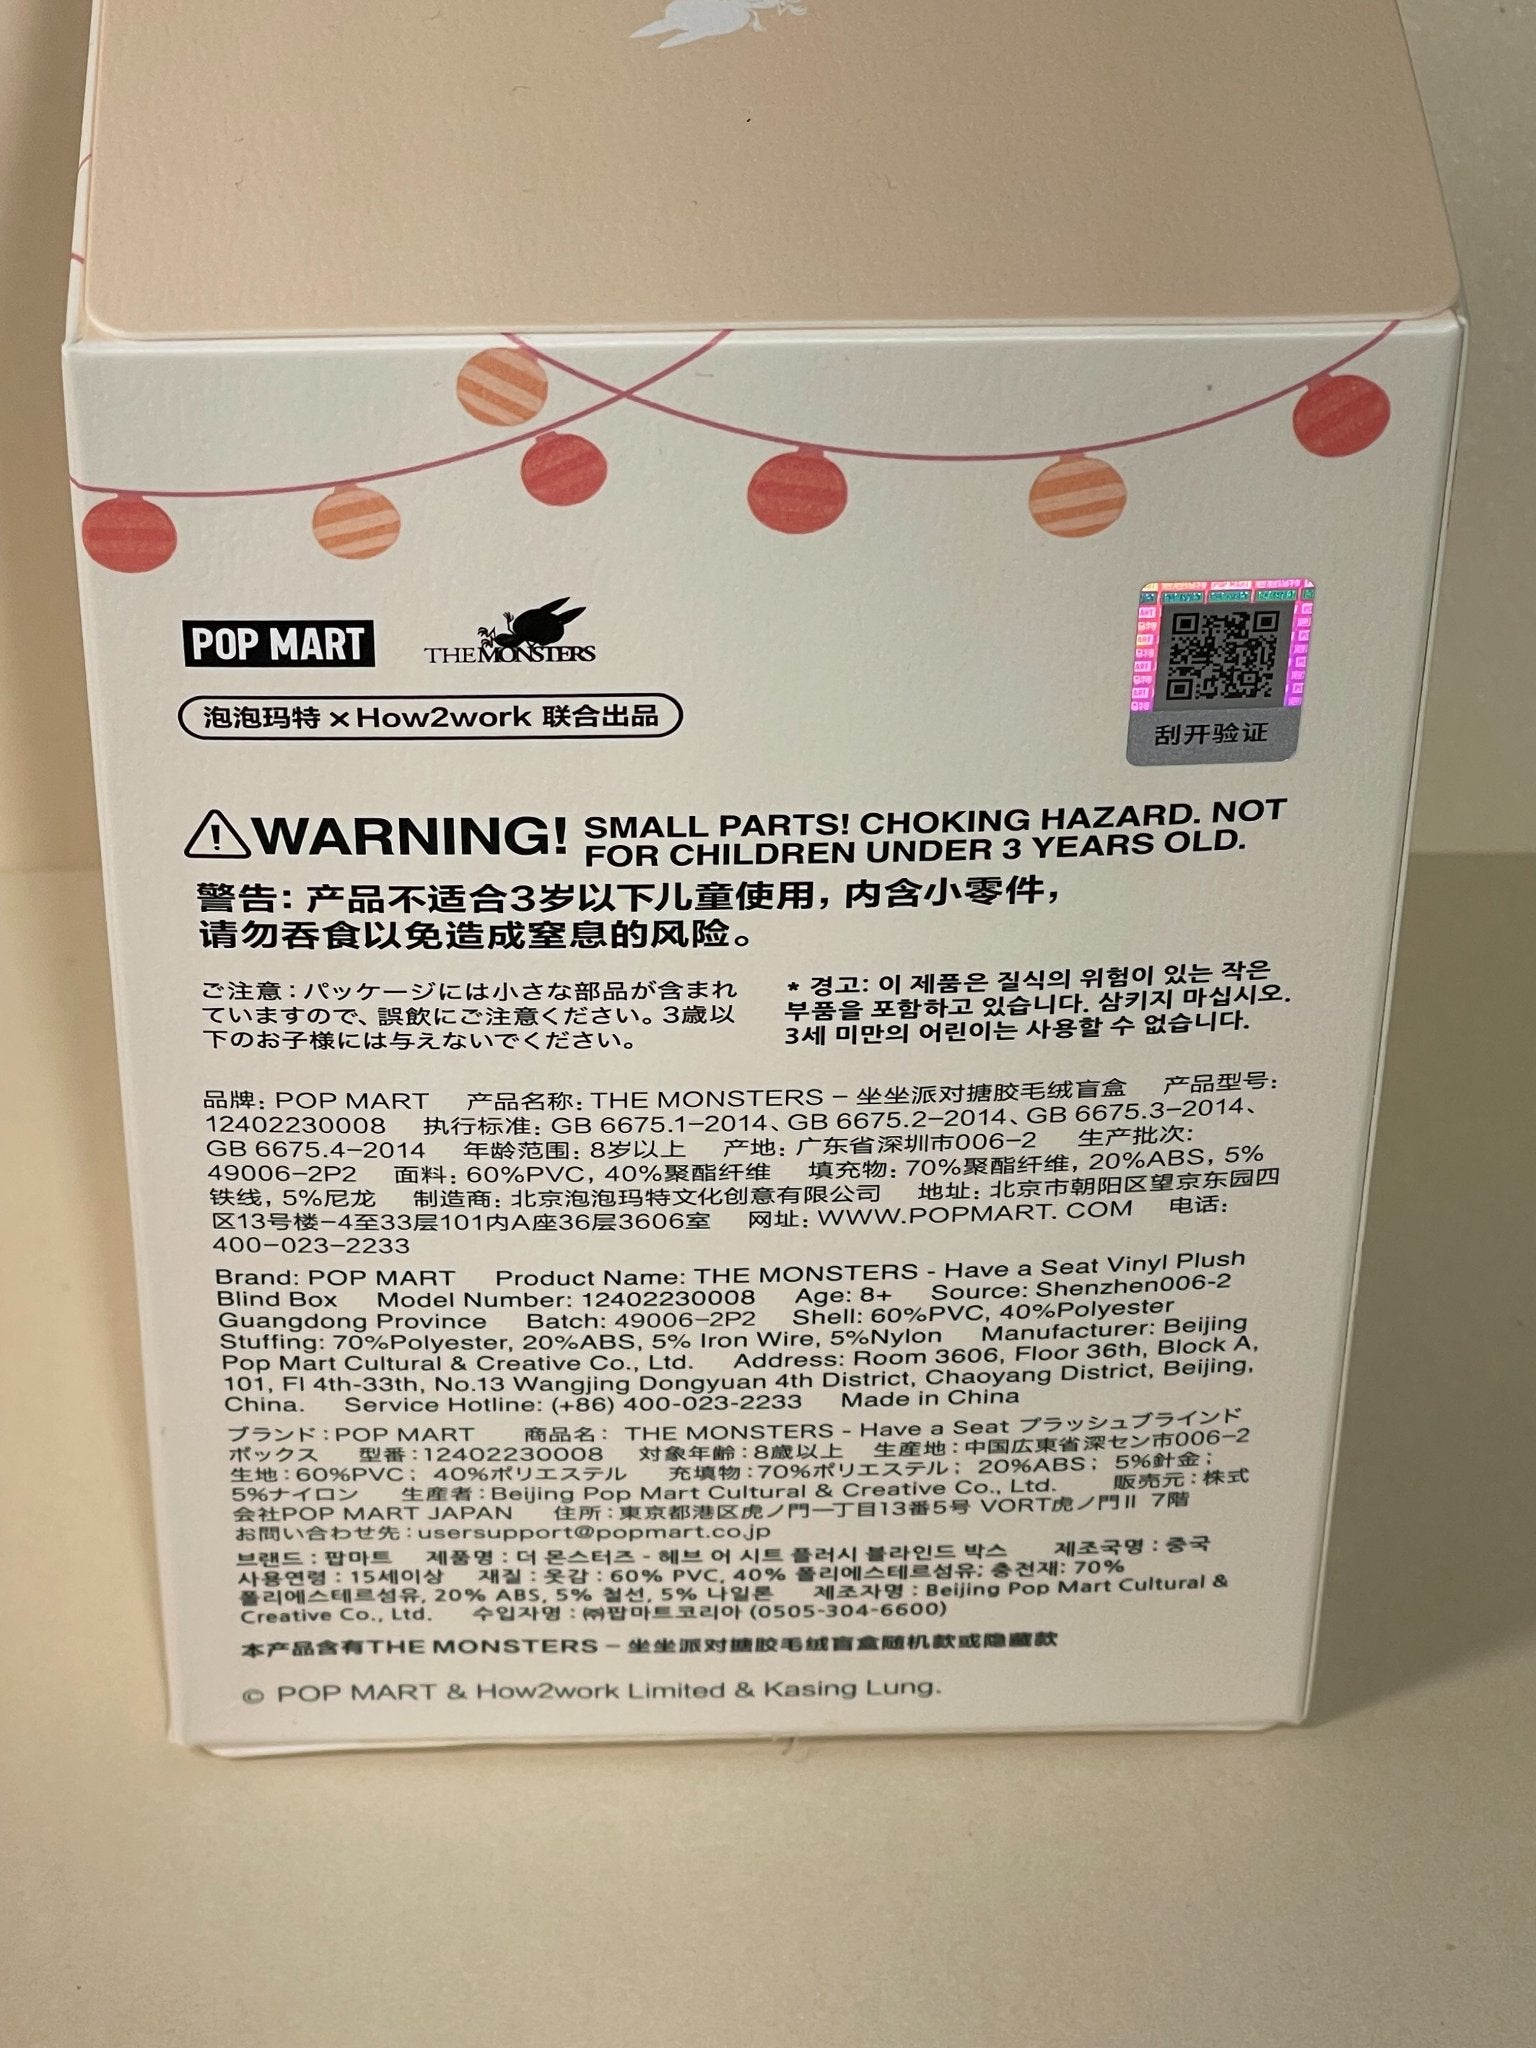 POP MART
THE MONSTERS
泡泡玛特 x How2work 联合出品
刮开验证
WARNING! SMALL PARTS! CHOKING HAZARD. NOT
FOR CHILDREN UNDER 3 YEARS OLD.
警告: 产品不适合3岁以下儿童使用, 内含小零件,
请勿吞食以免造成窒息的风险。
ご注意 : パッケージには小さな部品が含まれ
ていますので、誤飲にご注意ください。3歳以
下のお子様には与えないでください。
* 경고: 이 제품은 질식의 위험이 있는 작은
부품을 포함하고 있습니다. 삼키지 마십시오.
3세 미만의 어린이는 사용할 수 없습니다.
品牌: POP MART 产品名称: THE MONSTERS – 坐坐派对搪胶毛绒盲盒 产品型号:
12402230008 执行标准: GB 6675.1–2014、GB 6675.2–2014、GB 6675.3–2014、
GB 6675.4–2014 年龄范围: 8岁以上 产地: 广东省深圳市006–2 生产批次:
49006–2P2 面料: 60%PVC, 40%聚酯纤维 填充物: 70%聚酯纤维, 20%ABS, 5%
铁线, 5%尼龙 制造商: 北京泡泡玛特文化创意有限公司 地址: 北京市朝阳区望京东园四
区13号楼–4至33层101内A座36层3606室 网址: WWW.POPMART. COM 电话:
400–023–2233
Brand: POP MART Product Name: THE MONSTERS - Have a Seat Vinyl Plush
Blind Box Model Number: 12402230008 Age: 8+ Source: Shenzhen006-2
Guangdong Province Batch: 49006-2P2 Shell: 60%PVC, 40%Polyester
Stuffing: 70%Polyester, 20%ABS, 5% Iron Wire, 5%Nylon Manufacturer: Beijing
Pop Mart Cultural & Creative Co., Ltd. Address: Room 3606, Floor 36th, Block A,
101, Fl 4th-33th, No.13 Wangjing Dongyuan 4th District, Chaoyang District, Beijing,
China. Service Hotline: (+86) 400-023-2233 Made in China
ブランド : POP MART 商品名 : THE MONSTERS - Have a Seat プラッシュブラインド
ボックス 型番 : 12402230008 対象年齢 : 8歳以上 生産地 : 中国広東省深セン市006–2
生地 : 60%PVC ; 40%ポリエステル 充填物 : 70%ポリエステル ; 20%ABS ; 5%針金 ;
5%ナイロン 生産者 : Beijing Pop Mart Cultural & Creative Co., Ltd. 販売元 : 株式
会社POP MART JAPAN 住所 : 東京都港区虎ノ門一丁目13番5号 VORT虎ノ門II 7階
お問い合わせ先 : usersupport@popmart.co.jp
브랜드 : 팝마트 제품명 : 더 몬스터즈 - 헤브 어 시트 플러시 블라인드 박스 제조국명 : 중국
사용연령 : 15세이상 재질 : 옷감 : 60% PVC, 40% 폴리에스테르섬유; 충전재: 70%
폴리에스테르섬유, 20% ABS, 5% 철선, 5% 나일론 제조자명 : Beijing Pop Mart Cultural &
Creative Co., Ltd. 수입자명 : ㈜팝마트코리아 (0505-304-6600)
本产品含有THE MONSTERS – 坐坐派对搪胶毛绒盲盒随机款或隐藏款
© POP MART & How2work Limited & Kasing Lung.